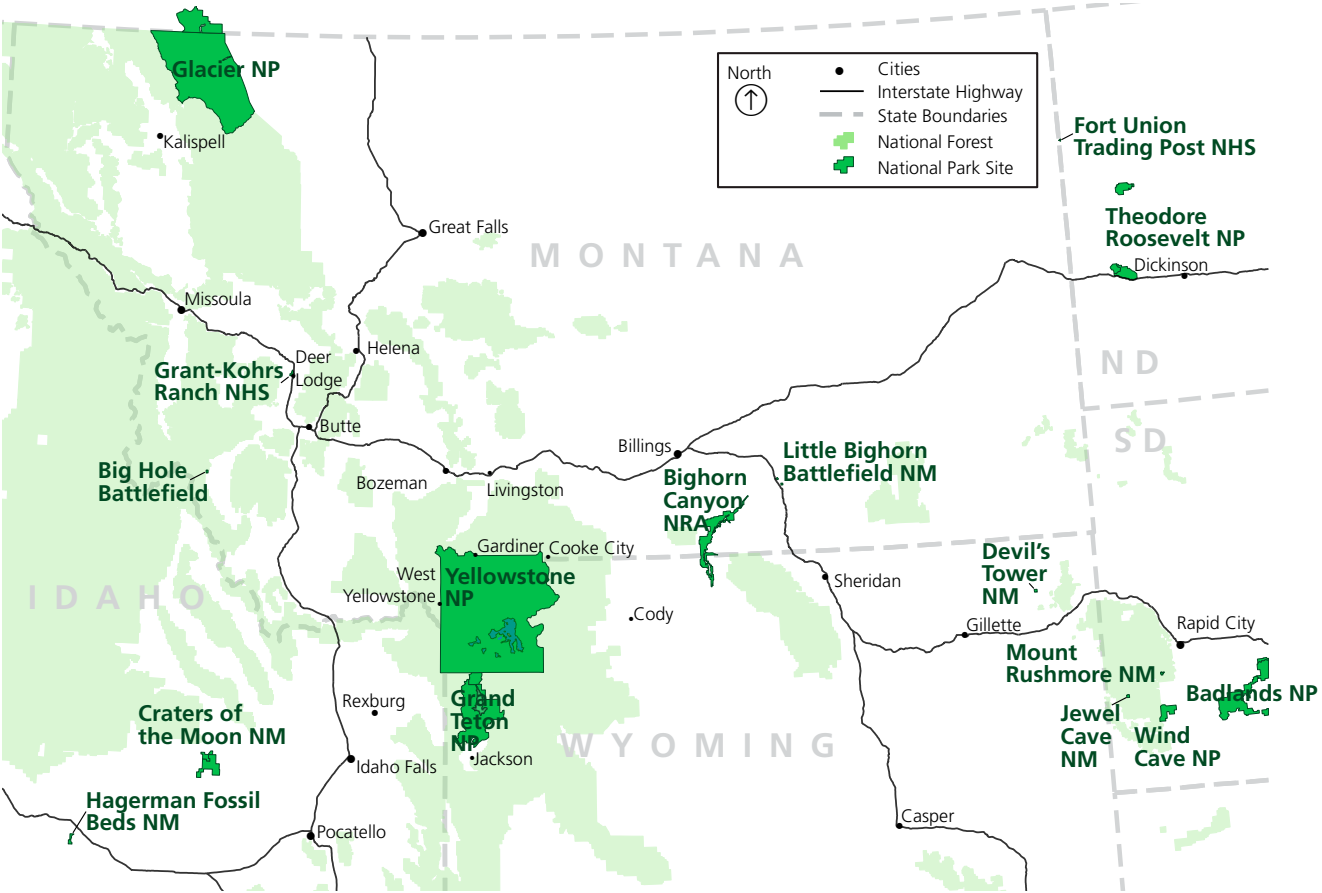 Glacier NP
Kalispell
North
Cities
Interstate Highway
State Boundaries
National Forest
National Park Site
Fort Union
Trading Post NHS
Theodore
Roosevelt NP
Dickinson
Great Falls
MONTANA
Missoula
Helena
Deer
Lodge
Grant-Kohrs
Ranch NHS
Butte
ND
SD
Billings
Little Bighorn
Battlefield NM
Big Hole
Battlefield
Bozeman
Livingston
Bighorn
Canyon
NRA
Gardiner
Cooke City
West
Yellowstone
Yellowstone
NP
Devil's
Tower
NM
Sheridan
IDAHO
Cody
Gillette
Rapid City
Mount
Rushmore NM
Badlands NP
Jewel
Cave
NM
Wind
Cave NP
Rexburg
Grand
Teton
NP
Craters of
the Moon NM
WYOMING
Jackson
Idaho Falls
Hagerman Fossil
Beds NM
Pocatello
Casper